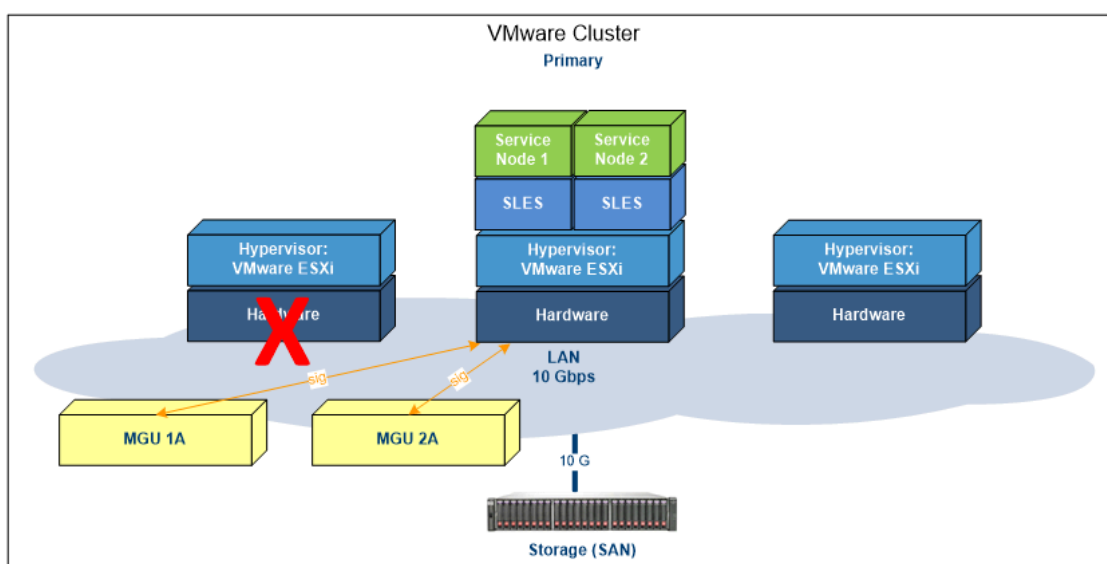 VMware Cluster
Primary
Service
Node 1
Service
Node 2
SLES
SLES
Hypervisor:
VMware ESXi
Hypervisor:
VMware ESXi
Hypervisor:
VMware ESXi
Hardware
X
Hardware
Hardware
LAN
10 Gbps
sig
sig
MGU 1A
MGU 2A
10 G
Storage (SAN)